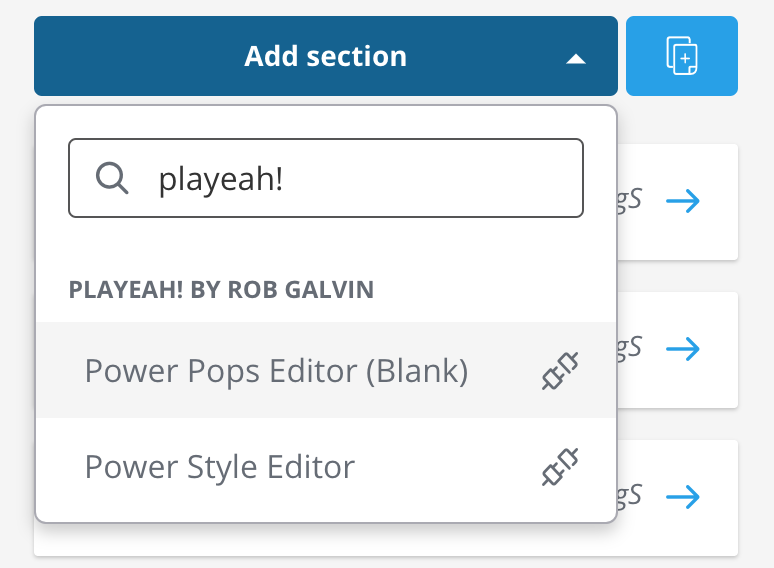 Add section
playeah!
gS
PLAYEAH! BY ROB GALVIN
Power Pops Editor (Blank)
gS
Power Style Editor
gS